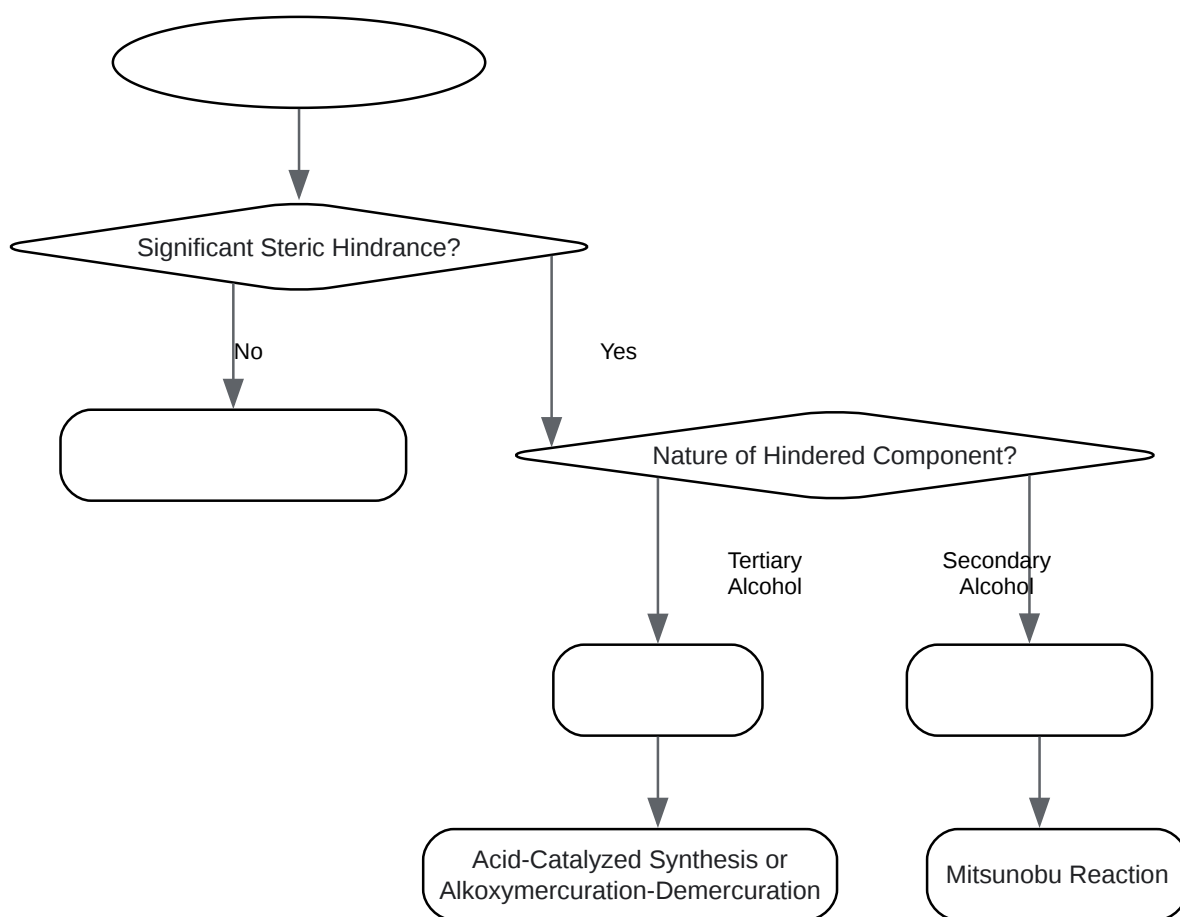 Significant Steric Hindrance?
No
Yes
Nature of Hindered Component?
Tertiary
Alcohol
Secondary
Alcohol
Acid-Catalyzed Synthesis or
Alkoxymercuration-Demercuration
Mitsunobu Reaction